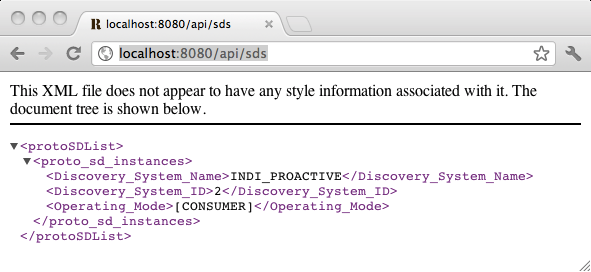 localhost:8080/api/sds
localhost:8080/api/sds
This XML file does not appear to have any style information associated with it. The
document tree is shown below.
<protoSDList>
<proto_sd_instances>
<Discovery_System_Name>INDI_PROACTIVE</Discovery_System_Name>
<Discovery_System_ID>2</Discovery_System_ID>
<Operating_Mode>[CONSUMER]</Operating_Mode>
</proto_sd_instances>
</protoSDList>